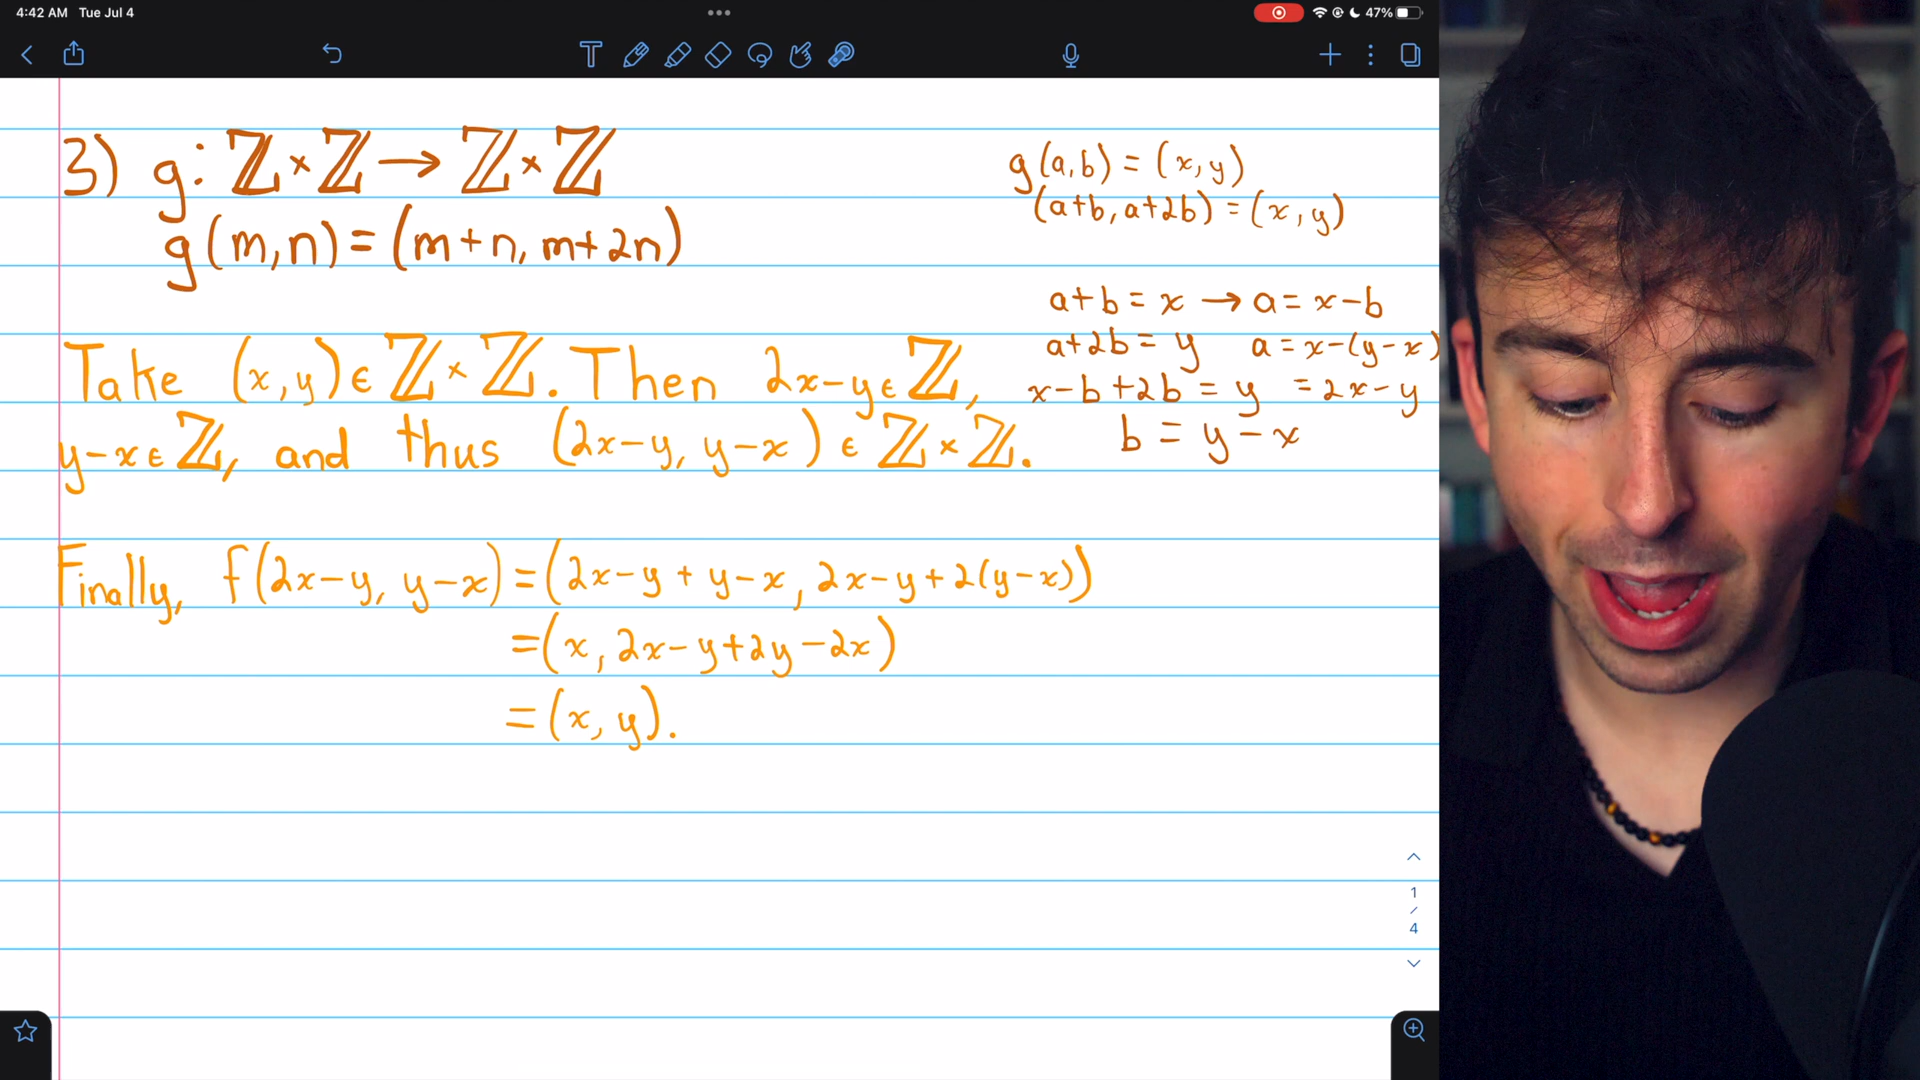 4:42 AM Tue Jul 4
47%
3) g: ℤ×ℤ → ℤ×ℤ
g(m,n) = (m+n, m+2n)
g(a,b) = (x,y)
(a+b, a+2b) = (x,y)
a+b = x → a = x-b
a+2b = y a = x-(y-x)
x-b+2b = y = 2x-y
b = y-x
Take (x,y) ∈ ℤ×ℤ. Then 2x-y ∈ ℤ,
y-x ∈ ℤ, and thus (2x-y, y-x) ∈ ℤ×ℤ.
Finally, f(2x-y, y-x) = (2x-y+y-x, 2x-y+2(y-x))
= (x, 2x-y+2y-2x)
= (x,y).
1
/
4